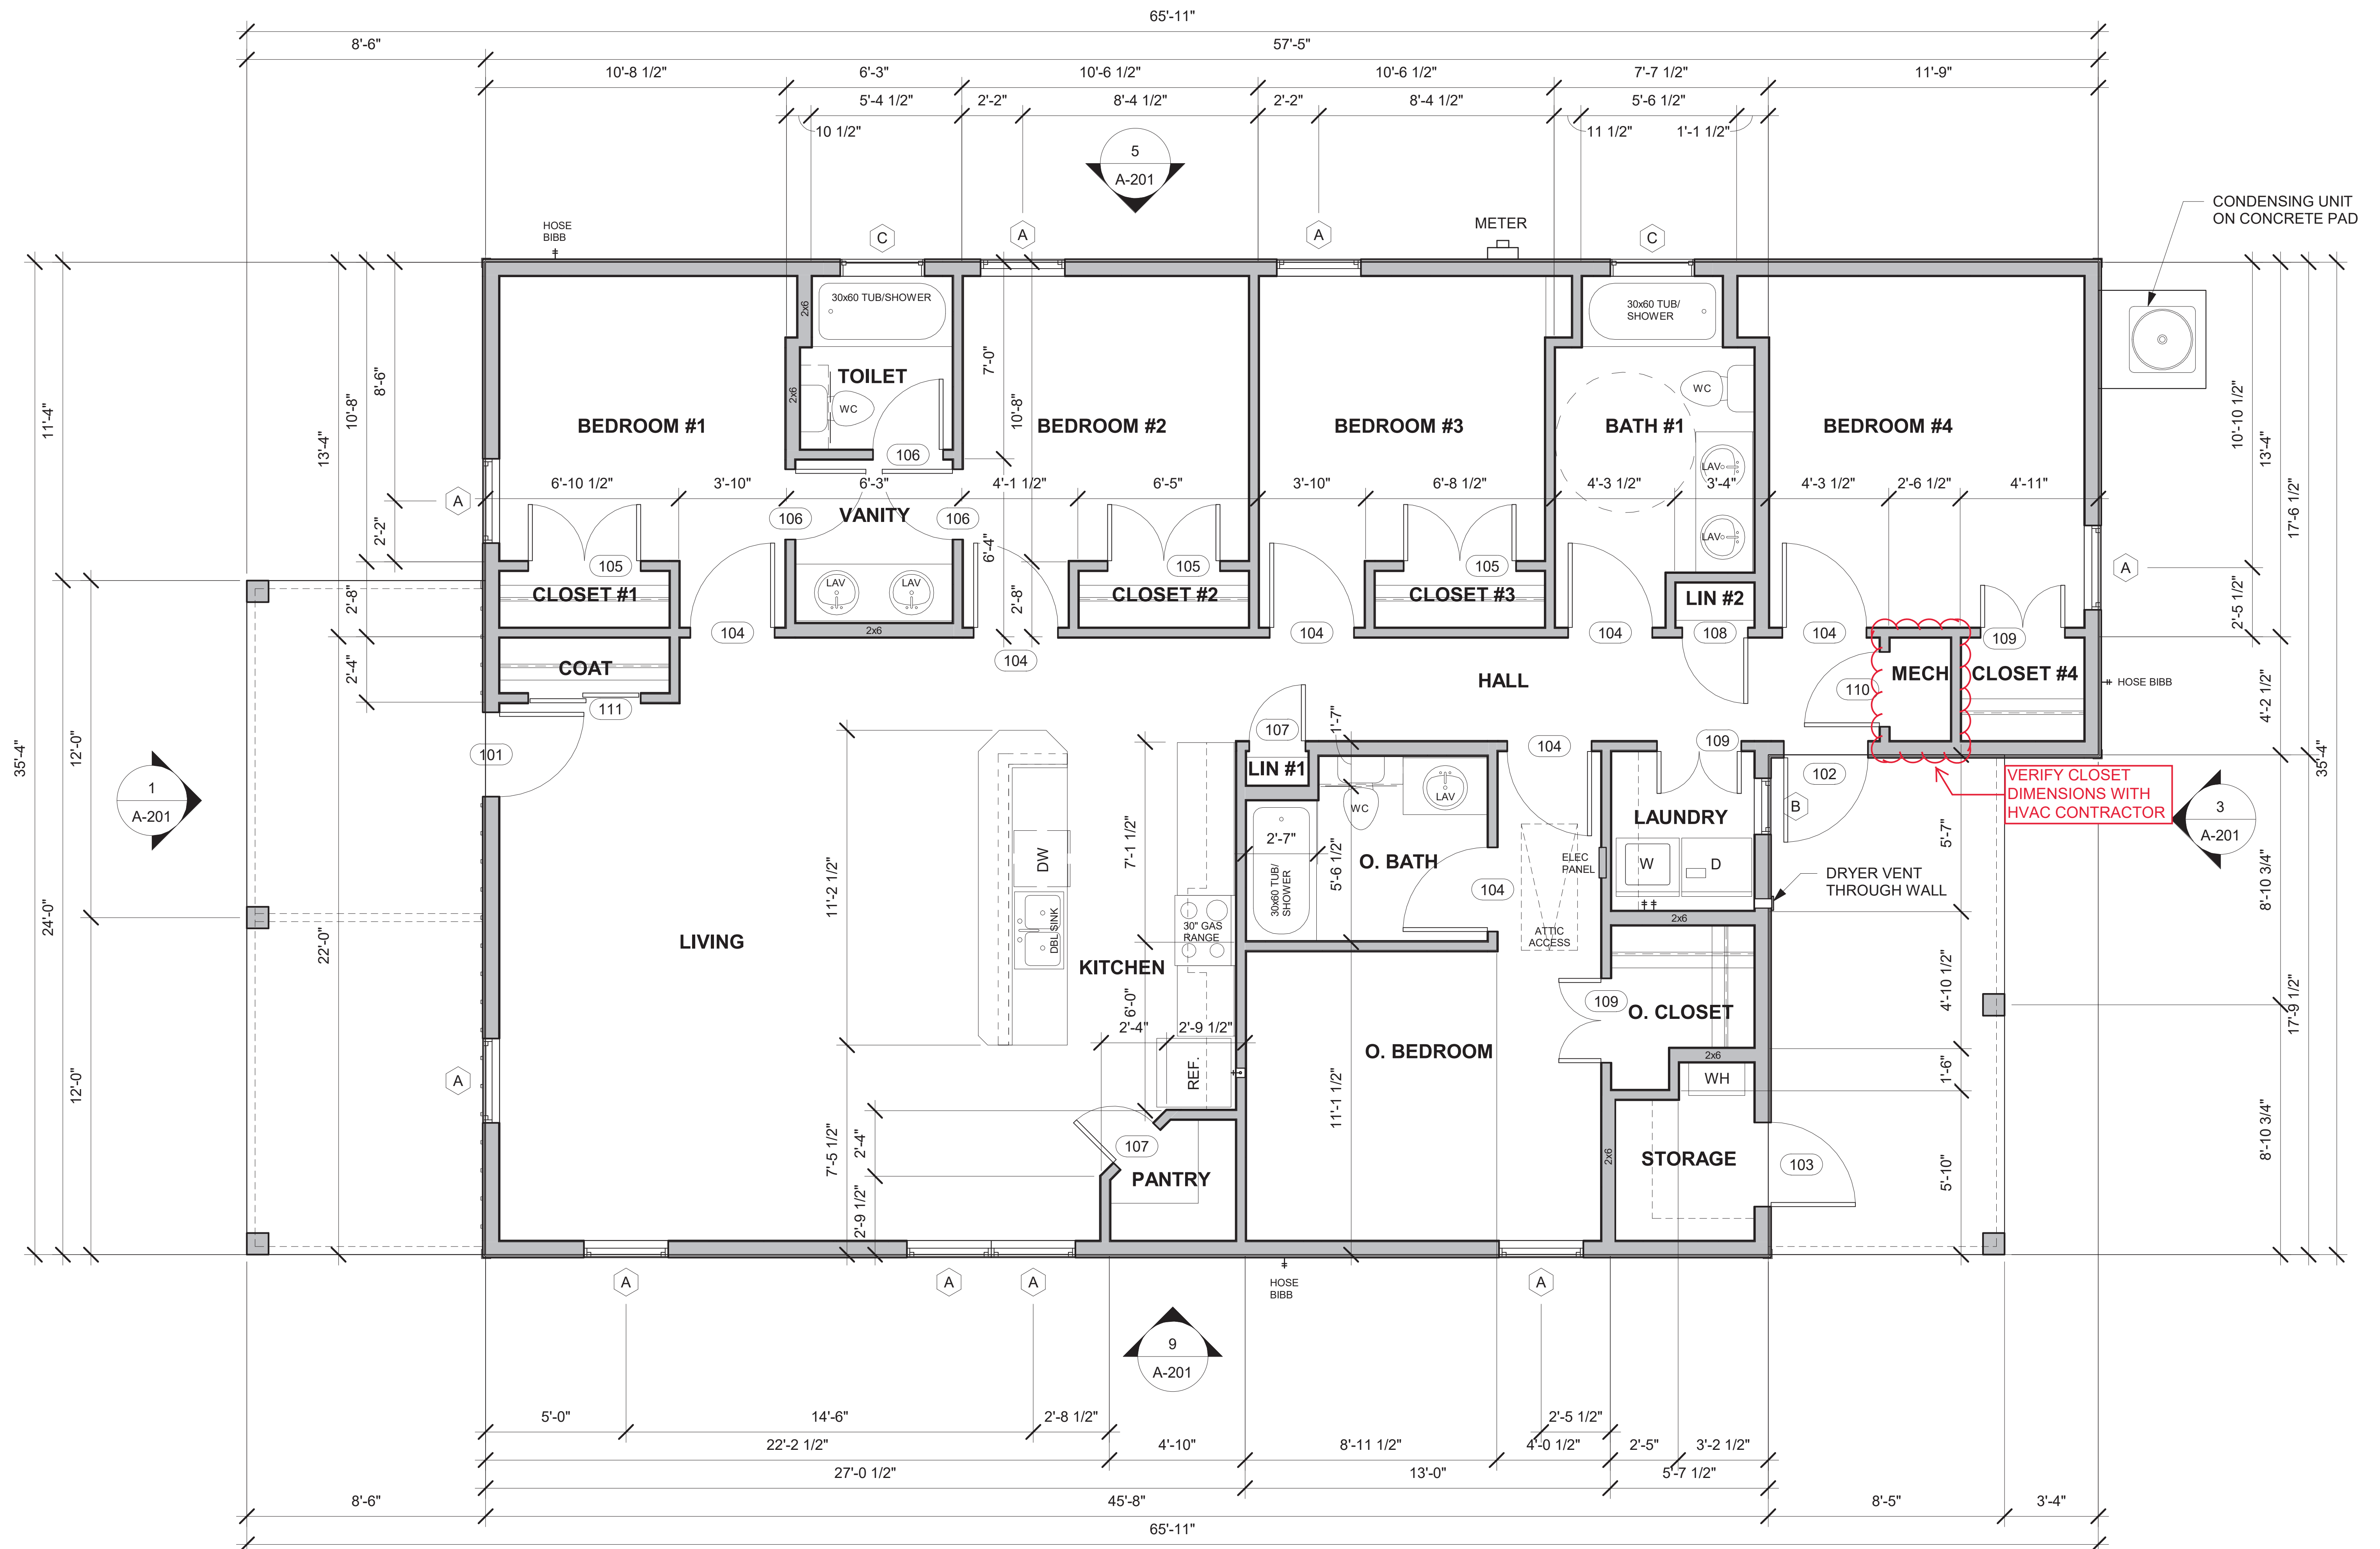 65'-11"
8'-6"
57'-5"
10'-8 1/2"
6'-3"
10'-6 1/2"
10'-6 1/2"
7'-7 1/2"
11'-9"
5'-4 1/2"
2'-2"
8'-4 1/2"
2'-2"
8'-4 1/2"
5'-6 1/2"
10 1/2"
11 1/2"
1'-1 1/2"
5
A-201
CONDENSING UNIT
ON CONCRETE PAD
HOSE
BIBB
C
A
A
METER
C
30x60 TUB/SHOWER
30x60 TUB/
SHOWER
2x6
2x6
TOILET
WC
7'-0"
10'-8"
WC
BEDROOM #1
BEDROOM #2
BEDROOM #3
BATH #1
BEDROOM #4
11'-4"
13'-4"
10'-8"
8'-6"
10'-10 1/2"
13'-4"
17'-6 1/2"
106
LAV
6'-10 1/2"
3'-10"
6'-3"
4'-1 1/2"
6'-5"
3'-10"
6'-8 1/2"
4'-3 1/2"
3'-4"
4'-3 1/2"
2'-6 1/2"
4'-11"
A
106
VANITY
106
2'-2"
6'-4"
LAV
105
105
105
A
LAV
LAV
2'-8"
CLOSET #1
2'-8"
CLOSET #2
CLOSET #3
LIN #2
2'-5 1/2"
104
2x6
104
104
104
108
104
109
COAT
2'-4"
HALL
MECH
CLOSET #4
110
HOSE BIBB
4'-2 1/2"
111
101
107
1'-7"
104
109
102
35'-4"
12'-0"
35'-4"
LIN #1
VERIFY CLOSET
DIMENSIONS WITH
HVAC CONTRACTOR
1
A-201
WC
LAV
B
3
A-201
LAUNDRY
7'-1 1/2"
2'-7"
5'-6 1/2"
O. BATH
ELEC
PANEL
W
D
5'-7"
DW
11'-2 1/2"
30x60 TUB/
SHOWER
104
DRYER VENT
THROUGH WALL
8'-10 3/4"
24'-0"
22'-0"
LIVING
DBL SINK
30" GAS
RANGE
ATTIC
ACCESS
2x6
KITCHEN
6'-0"
109
O. CLOSET
4'-10 1/2"
17'-9 1/2"
2'-4"
2'-9 1/2"
O. BEDROOM
2x6
REF.
WH
1'-6"
A
12'-0"
11'-1 1/2"
7'-5 1/2"
2'-4"
107
PANTRY
2x6
STORAGE
103
5'-10"
8'-10 3/4"
2'-9 1/2"
A
A
A
HOSE
BIBB
A
9
A-201
5'-0"
14'-6"
2'-8 1/2"
2'-5 1/2"
22'-2 1/2"
4'-10"
8'-11 1/2"
4'-0 1/2"
2'-5"
3'-2 1/2"
27'-0 1/2"
13'-0"
5'-7 1/2"
8'-6"
45'-8"
8'-5"
3'-4"
65'-11"